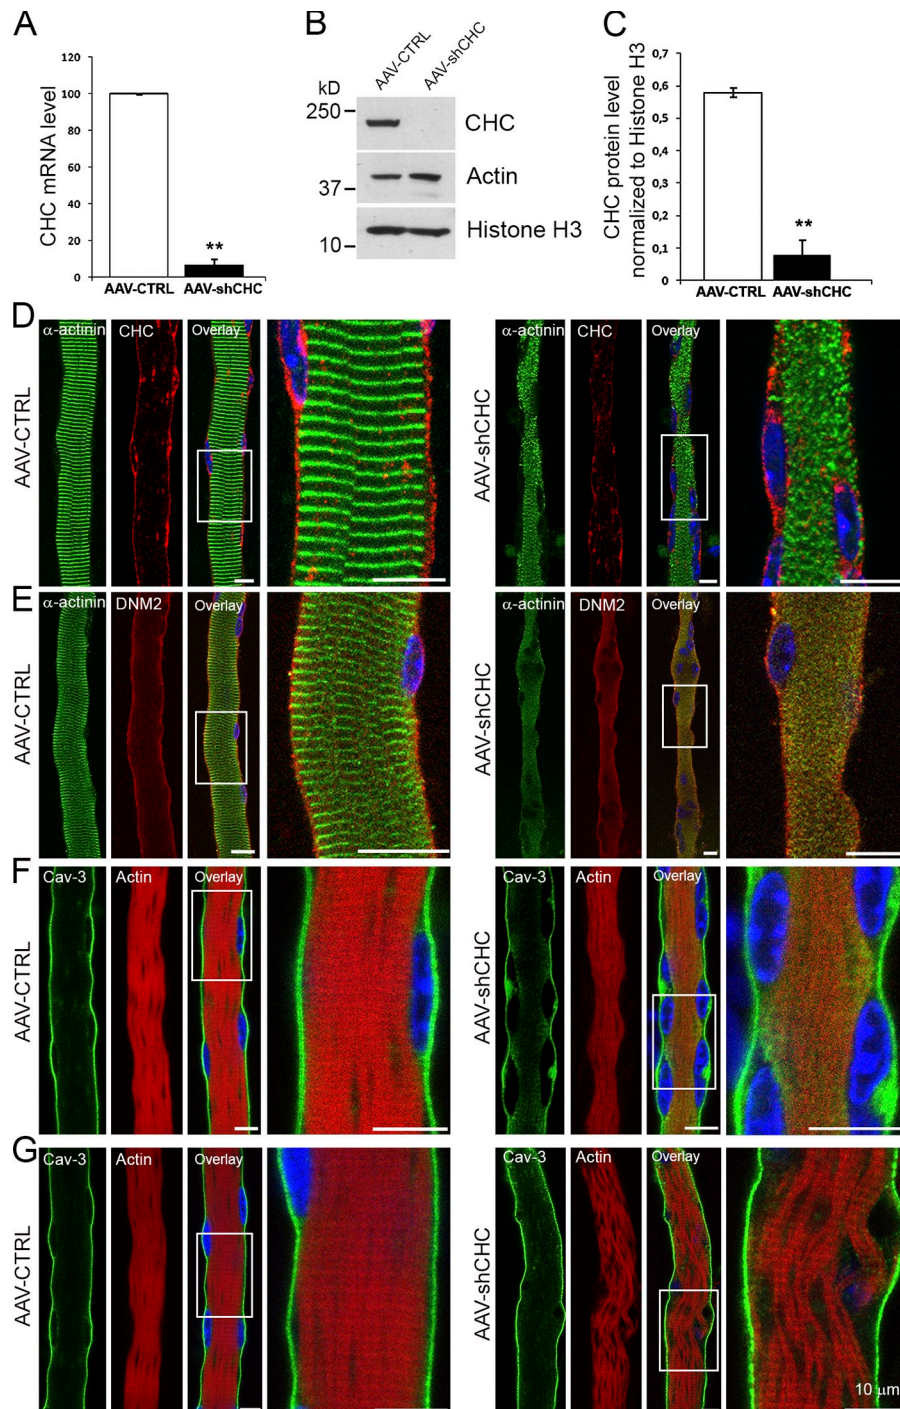 A
CHC mRNA level
120
100
80
60
40
20
0
**
AAV-CTRL AAV-shCHC
B
AAV-CTRL
AAV-shCHC
kD
250
CHC
37
Actin
10
Histone H3
C
CHC protein level
normalized to Histone H3
0,7
0,6
0,5
0,4
0,3
0,2
0,1
0
**
AAV-CTRL AAV-shCHC
D
AAV-CTRL
α-actinin CHC Overlay
AAV-shCHC
α-actinin CHC Overlay
E
AAV-CTRL
α-actinin DNM2 Overlay
AAV-shCHC
α-actinin DNM2 Overlay
F
AAV-CTRL
Cav-3 Actin Overlay
AAV-shCHC
Cav-3 Actin Overlay
G
AAV-CTRL
Cav-3 Actin Overlay
AAV-shCHC
Cav-3 Actin Overlay
10 µm